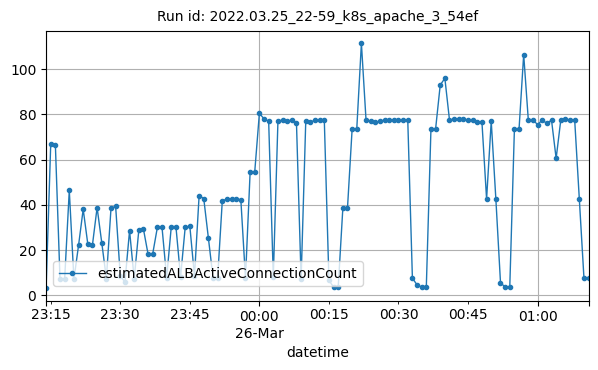 Run id: 2022.03.25_22-59_k8s_apache_3_54ef
100
80
60
40
20
0
estimatedALBActiveConnectionCount
23:15 23:30 23:45 00:00 00:15 00:30 00:45 01:00
26-Mar
datetime